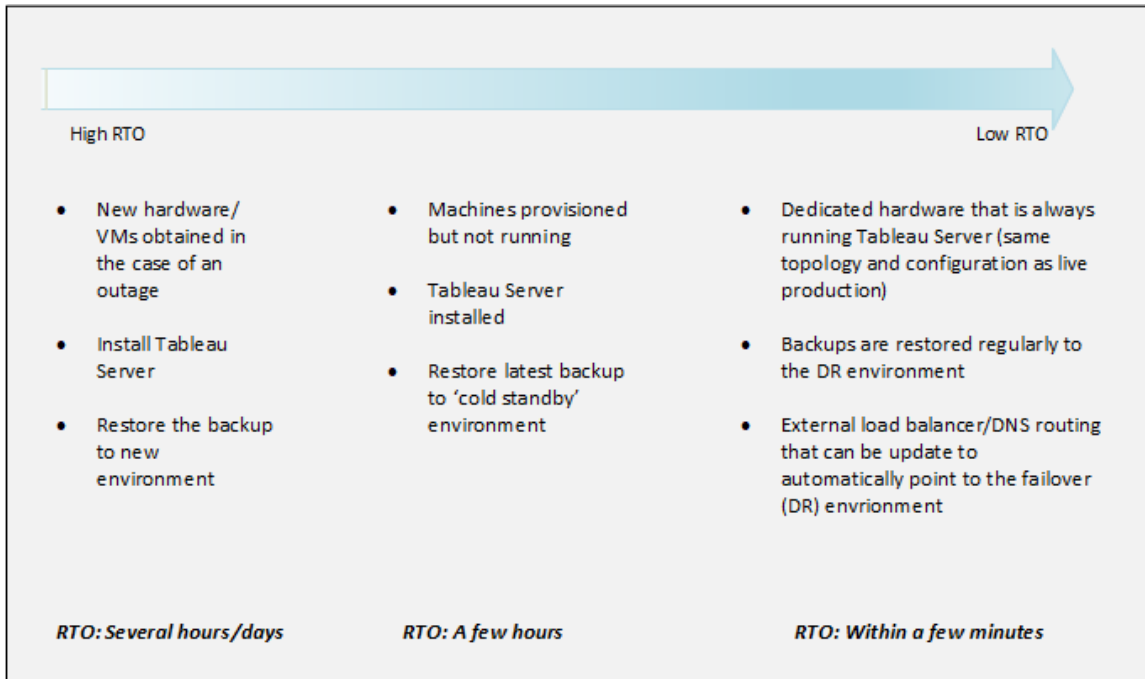 High RTO
Low RTO
● New hardware/
VMs obtained in
the case of an
outage
● Install Tableau
Server
● Restore the backup
to new
environment
RTO: Several hours/days
● Machines provisioned
but not running
● Tableau Server
installed
● Restore latest backup
to ‘cold standby’
environment
RTO: A few hours
● Dedicated hardware that is always
running Tableau Server (same
topology and configuration as live
production)
● Backups are restored regularly to
the DR environment
● External load balancer/DNS routing
that can be update to
automatically point to the failover
(DR) envrionment
RTO: Within a few minutes